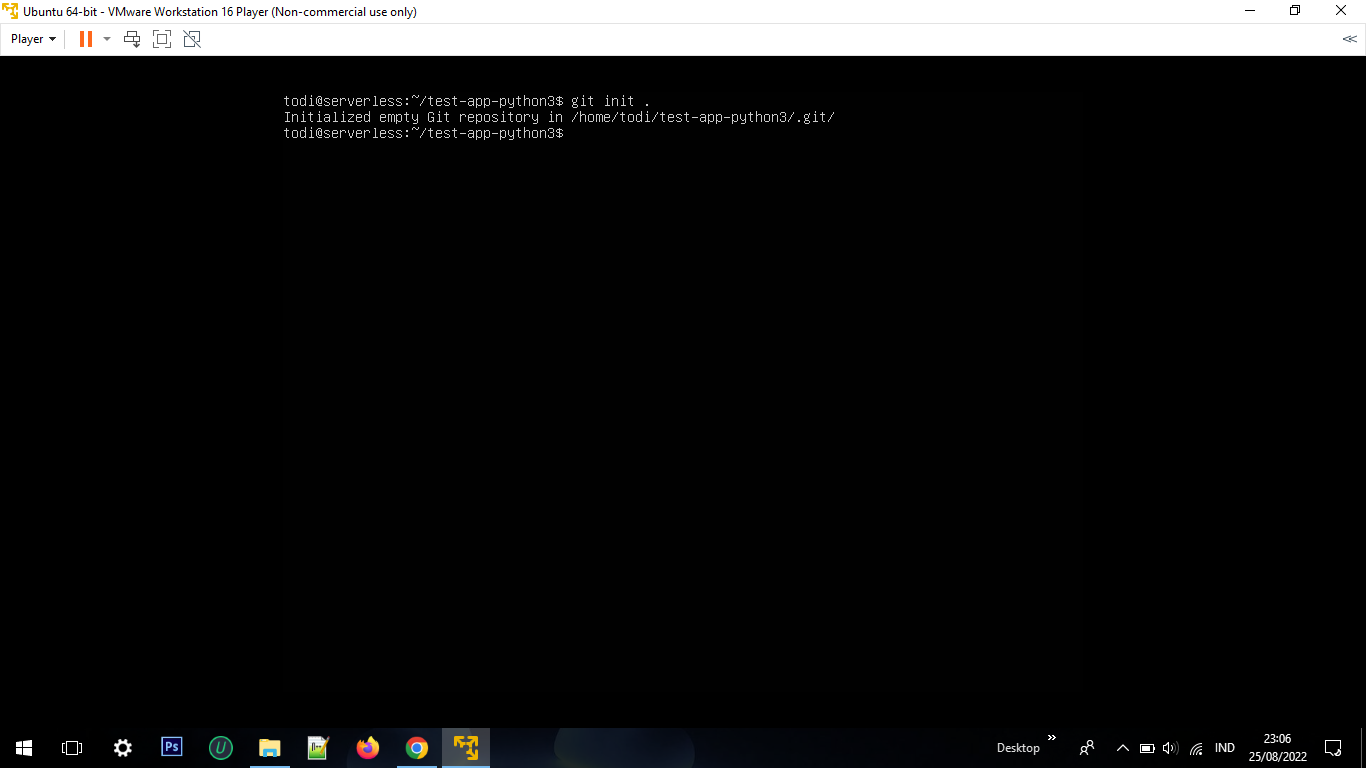 Ubuntu 64-bit - VMware Workstation 16 Player (Non-commercial use only)
Player
todi@serverless:~/test-app-python3$ git init .
Initialized empty Git repository in /home/todi/test-app-python3/.git/
todi@serverless:~/test-app-python3$
Ps
U
Desktop
IND
23:06
25/08/2022